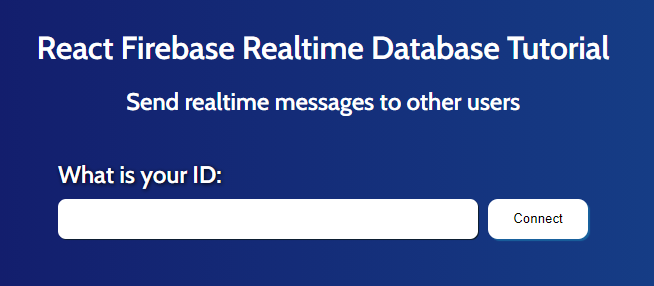 React Firebase Realtime Database Tutorial
Send realtime messages to other users
What is your ID:
Connect